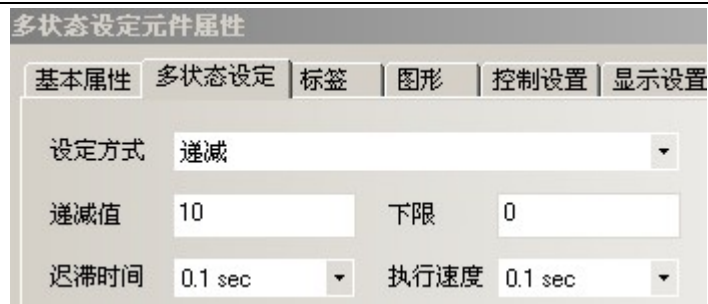 多状态设定元件属性
基本属性 多状态设定 标签 图形 控制设置 显示设置
设定方式 递减
递减值 10 下限 0
迟滞时间 0.1 sec 执行速度 0.1 sec